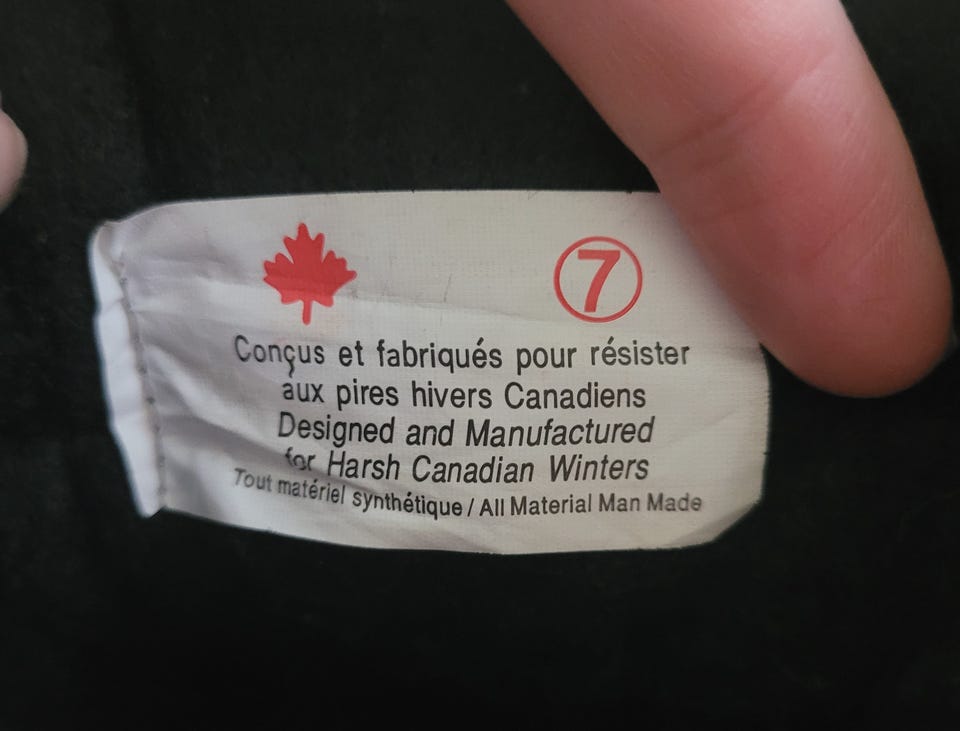 7
Conçus et fabriqués pour résister
aux pires hivers Canadiens
Designed and Manufactured
for Harsh Canadian Winters
Tout matériel synthétique / All Material Man Made